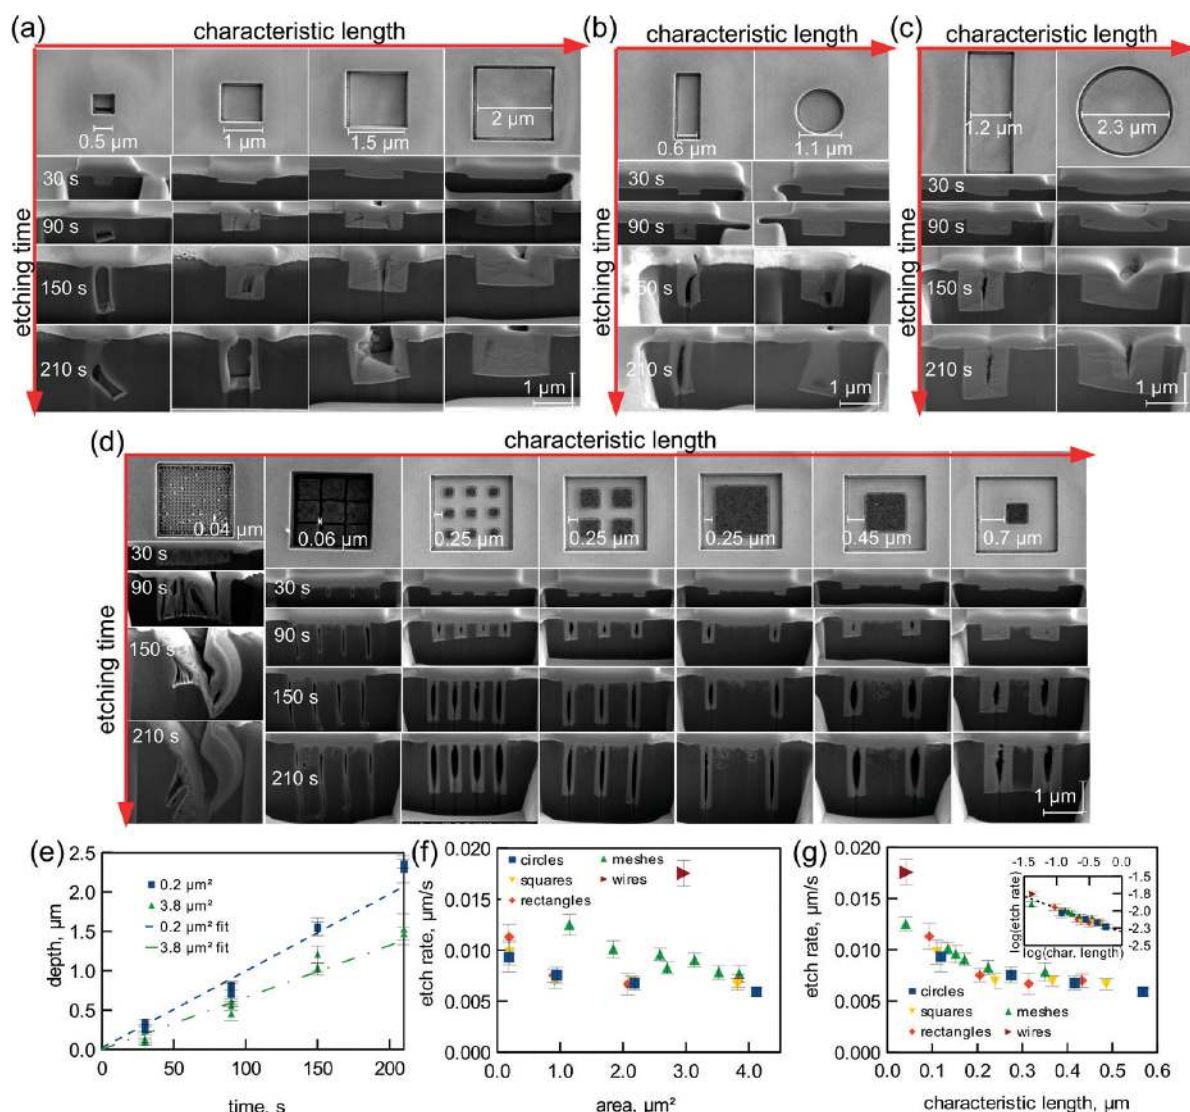 (a) characteristic length
(b) characteristic length
(c) characteristic length
etching time
0.5 µm
1 µm
1.5 µm
2 µm
30 s
90 s
150 s
210 s
1 µm
etching time
0.6 µm
1.1 µm
30 s
90 s
210 s
1 µm
etching time
1.2 µm
2.3 µm
30 s
90 s
150 s
210 s
1 µm
(d) characteristic length
etching time
0.04 µm
0.06 µm
0.25 µm
0.25 µm
0.25 µm
0.45 µm
0.7 µm
30 s
90 s
150 s
210 s
30 s
90 s
150 s
210 s
1 µm
(e)
2.5
2.0
1.5
1.0
0.5
0.0
depth, µm
0.2 µm²
3.8 µm²
0.2 µm² fit
3.8 µm² fit
0 50 100 150 200
time, s
(f)
0.020
0.015
0.010
0.005
0.000
etch rate, µm/s
circles
squares
rectangles
meshes
wires
0.0 1.0 2.0 3.0 4.0
area, µm²
(g)
0.020
0.015
0.010
0.005
0.000
etch rate, µm/s
-1.4 -1.0 -0.5 0.0
-1.5
-1.8
-2.0
-2.3
-2.5
log(etch rate)
log(char. length)
circles
squares
rectangles
meshes
wires
0.0 0.1 0.2 0.3 0.4 0.5 0.6
characteristic length, µm